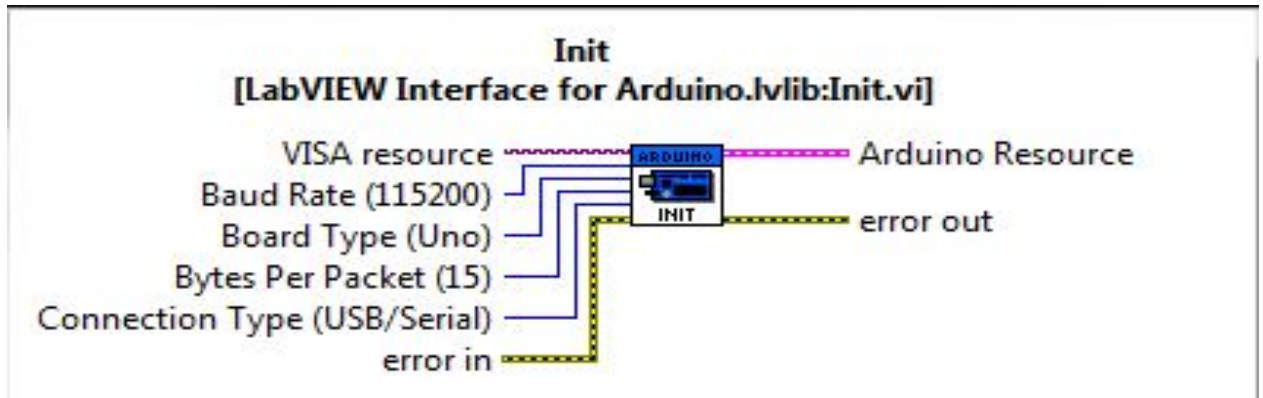 Init
[LabVIEW Interface for Arduino.lvlib:Init.vi]
VISA resource
ARDUINO
Arduino Resource
Baud Rate (115200)
INIT
error out
Board Type (Uno)
Bytes Per Packet (15)
Connection Type (USB/Serial)
error in